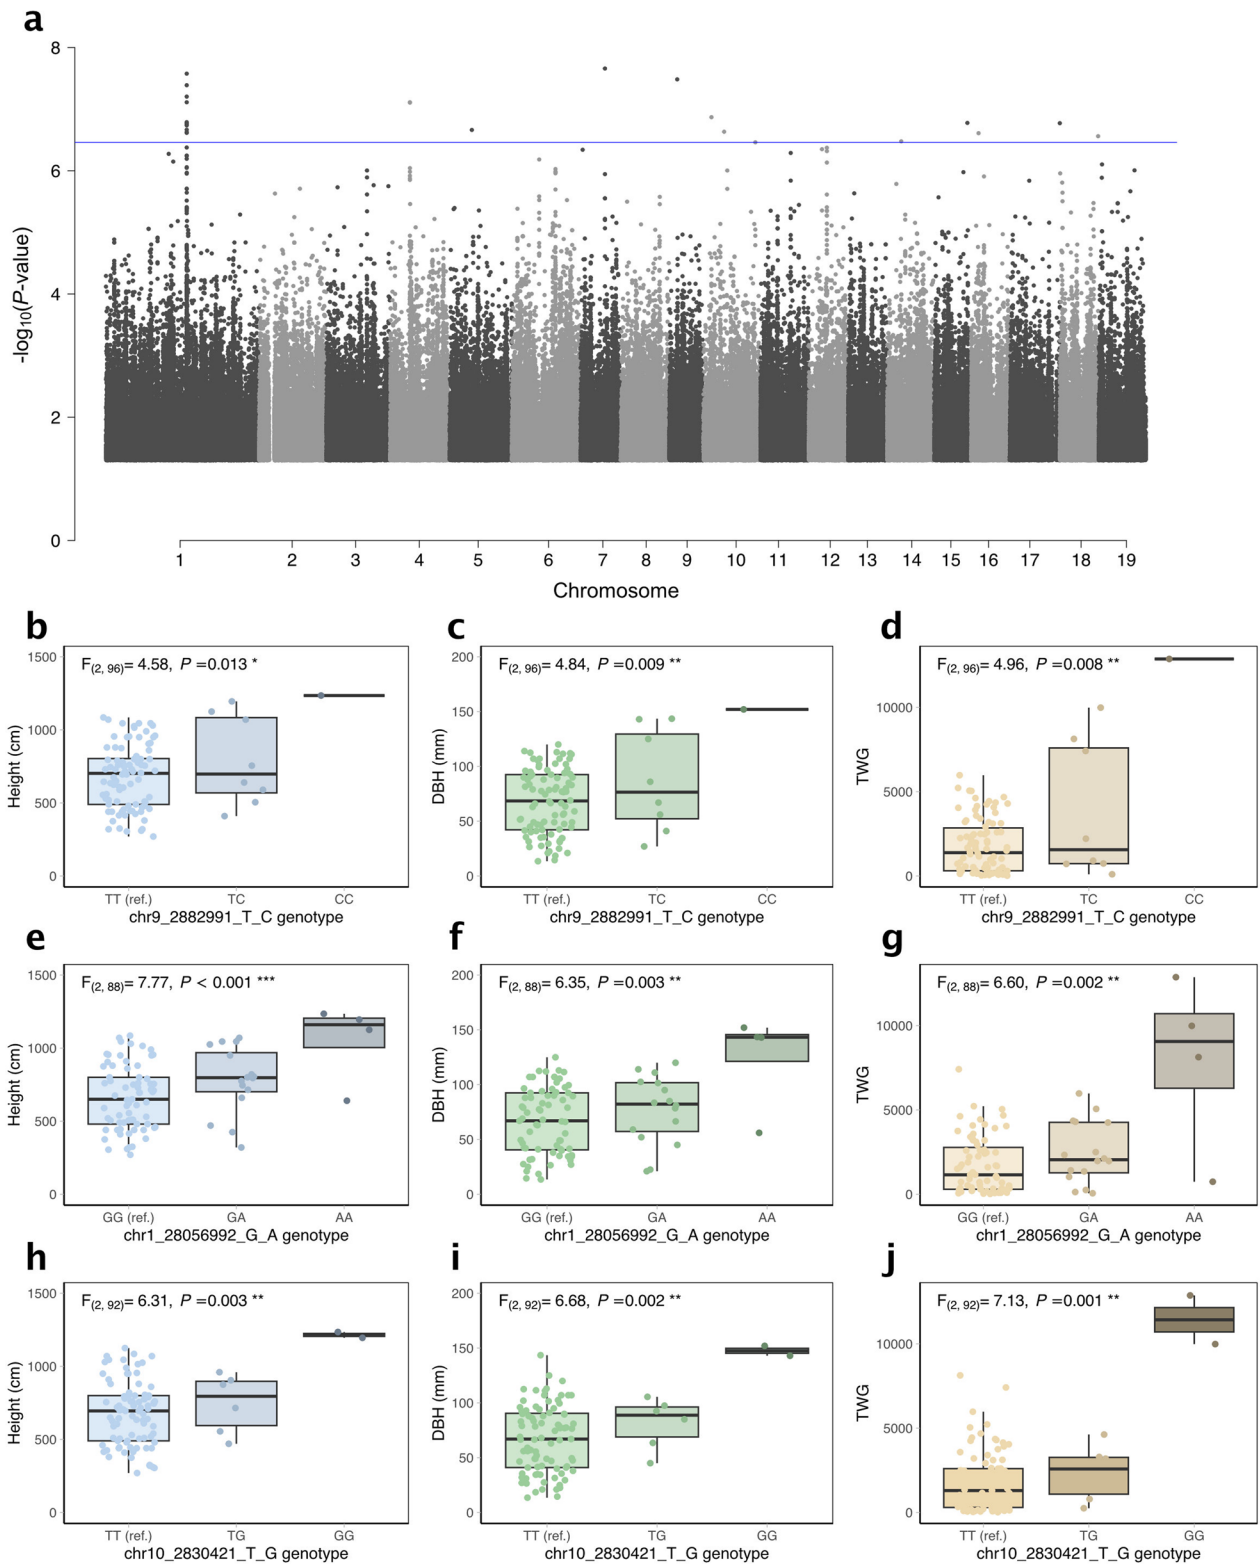 a
8
6
4
2
0
-log10(P-value)
1 2 3 4 5 6 7 8 9 10 11 12 13 14 15 16 17 18 19
Chromosome
b
F(2, 96)= 4.58, P =0.013 *
1500
1000
500
0
Height (cm)
TT (ref.) TC CC
chr9_2882991_T_C genotype
c
F(2, 96)= 4.84, P =0.009 **
200
150
100
50
0
DBH (mm)
TT (ref.) TC CC
chr9_2882991_T_C genotype
d
F(2, 96)= 4.96, P =0.008 **
10000
5000
0
TWG
TT (ref.) TC CC
chr9_2882991_T_C genotype
e
F(2, 88)= 7.77, P < 0.001 ***
1500
1000
500
0
Height (cm)
GG (ref.) GA AA
chr1_28056992_G_A genotype
f
F(2, 88)= 6.35, P =0.003 **
200
150
100
50
0
DBH (mm)
GG (ref.) GA AA
chr1_28056992_G_A genotype
g
F(2, 88)= 6.60, P =0.002 **
10000
5000
0
TWG
GG (ref.) GA AA
chr1_28056992_G_A genotype
h
F(2, 92)= 6.31, P =0.003 **
1500
1000
500
0
Height (cm)
TT (ref.) TG GG
chr10_2830421_T_G genotype
i
F(2, 92)= 6.68, P =0.002 **
200
150
100
50
0
DBH (mm)
TT (ref.) TG GG
chr10_2830421_T_G genotype
j
F(2, 92)= 7.13, P =0.001 **
10000
5000
0
TWG
TT (ref.) TG GG
chr10_2830421_T_G genotype